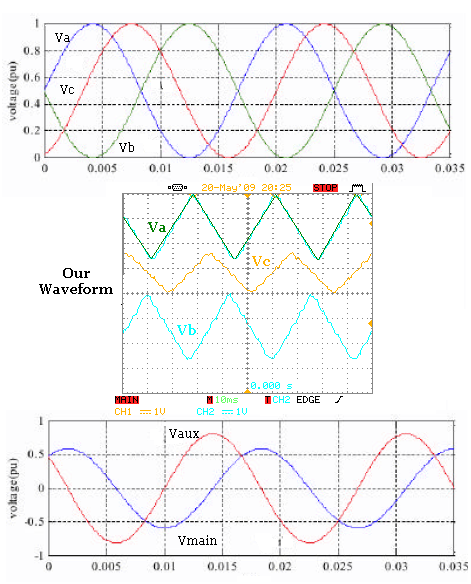 1
0.8
0.6
0.4
0.2
0
voltage(pu)
Va
Vc
Vb
0 0.005 0.01 0.015 0.02 0.025 0.03 0.035
20-May'09 20:25 STOP
Our
Waveform
Va
Vc
Vb
0.000 s
MAIN M 10ms T CH2 EDGE
CH1 1V CH2 1V
1
0.5
0
-0.5
-1
voltage(pu)
Vaux
Vmain
0 0.005 0.01 0.015 0.02 0.025 0.03 0.035